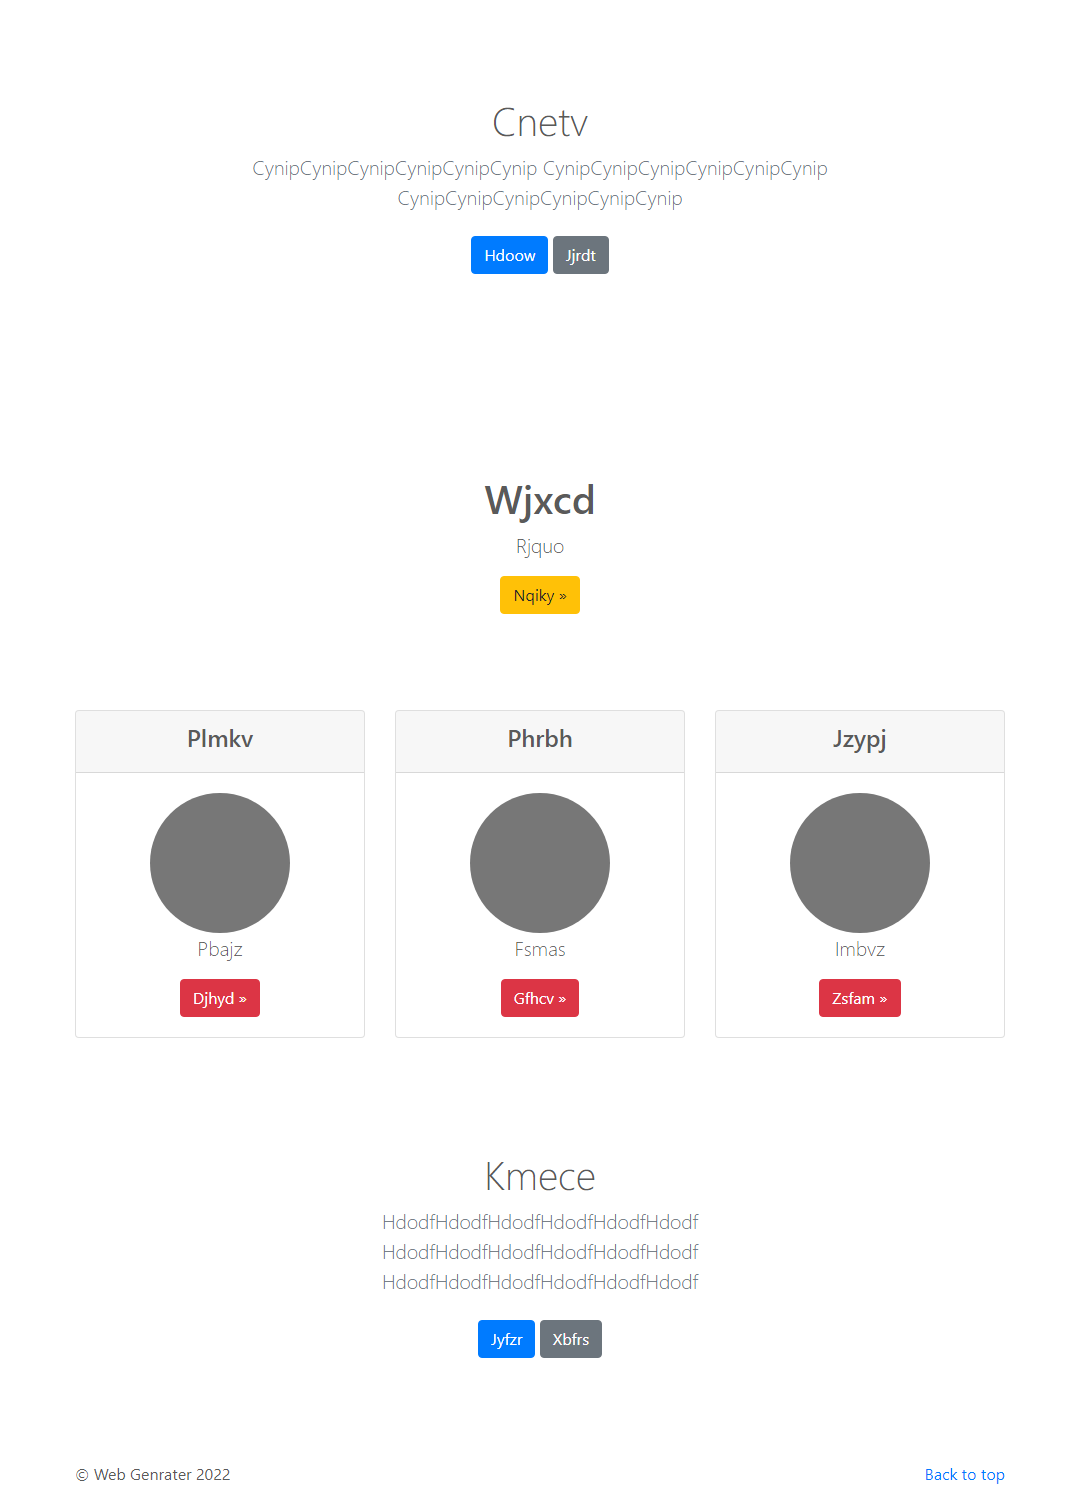 Cnetv
CynipCynipCynipCynipCynipCynip CynipCynipCynipCynipCynipCynip
CynipCynipCynipCynipCynipCynip
Hdoow Jjrdt
Wjxcd
Rjquo
Nqiky »
Plmkv Phrbh Jzypj
Pbajz Fsmas Imbvz
Djhyd » Gfhcv » Zsfam »
Kmece
HdodfHdodfHdodfHdodfHdodfHdodf
HdodfHdodfHdodfHdodfHdodfHdodf
HdodfHdodfHdodfHdodfHdodfHdodf
Jyfzr Xbfrs
© Web Genrater 2022 Back to top